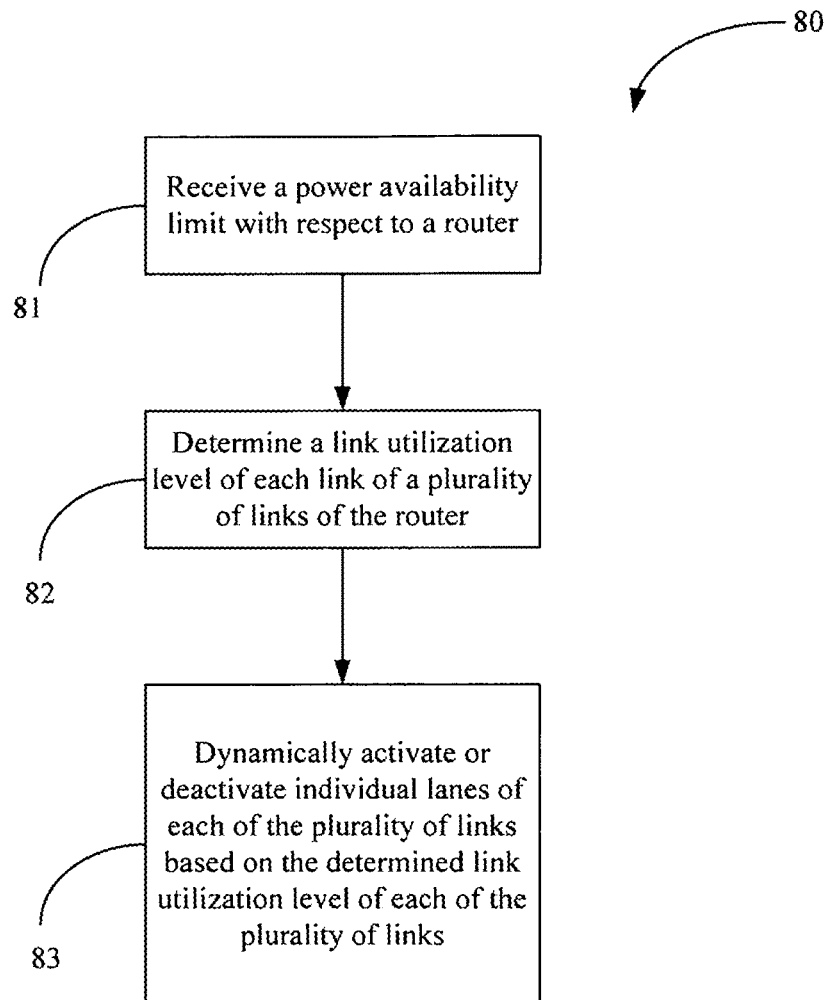 80
Receive a power availability
limit with respect to a router
81
Determine a link utilization
level of each link of a plurality
of links of the router
82
Dynamically activate or
deactivate individual lanes of
each of the plurality of links
based on the determined link
utilization level of each of the
plurality of links
83